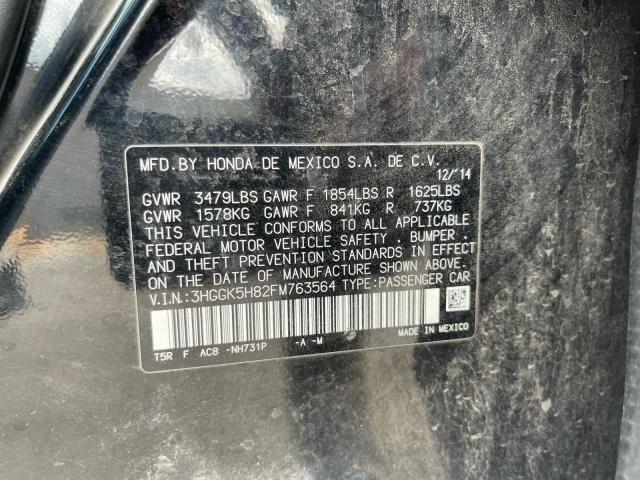 MFD.BY HONDA DE MEXICO S.A. DE C.V.
12/'14
GVWR 3479LBS GAWR F 1854LBS R 1625LBS
GVWR 1578KG GAWR F 841KG R 737KG
THIS VEHICLE CONFORMS TO ALL APPLICABLE
FEDERAL MOTOR VEHICLE SAFETY . BUMPER .
AND THEFT PREVENTION STANDARDS IN EFFECT
ON THE DATE OF MANUFACTURE SHOWN ABOVE.
V.I.N.:3HGGK5H82FM763564 TYPE:PASSENGER CAR
T5R F AC8 -NH731P -A -M MADE IN MEXICO